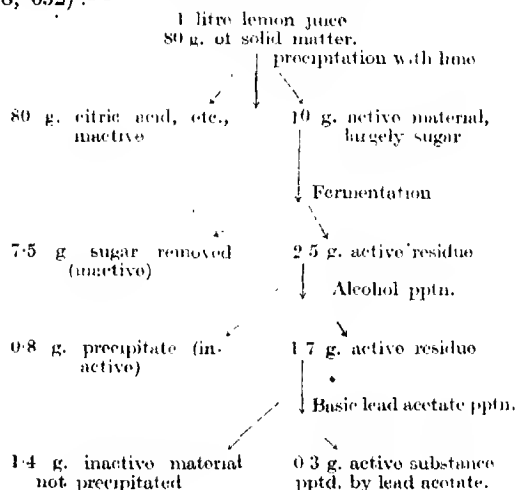 8, 692) :
1 litre lemon juice
80 g. of solid matter.
precipitation with lime
80 g. citric acid, etc., 10 g. active material,
inactive largely sugar
Fermentation
7·5 g sugar removed 2 5 g. active residue
(inactive)
Alcohol pptn.
0·8 g. precipitate (in- 1 7 g. active residue
active)
Basic lead acetate pptn.
1·4 g. inactive material 0 3 g. active substance
not precipitated pptd. by lead acetate.